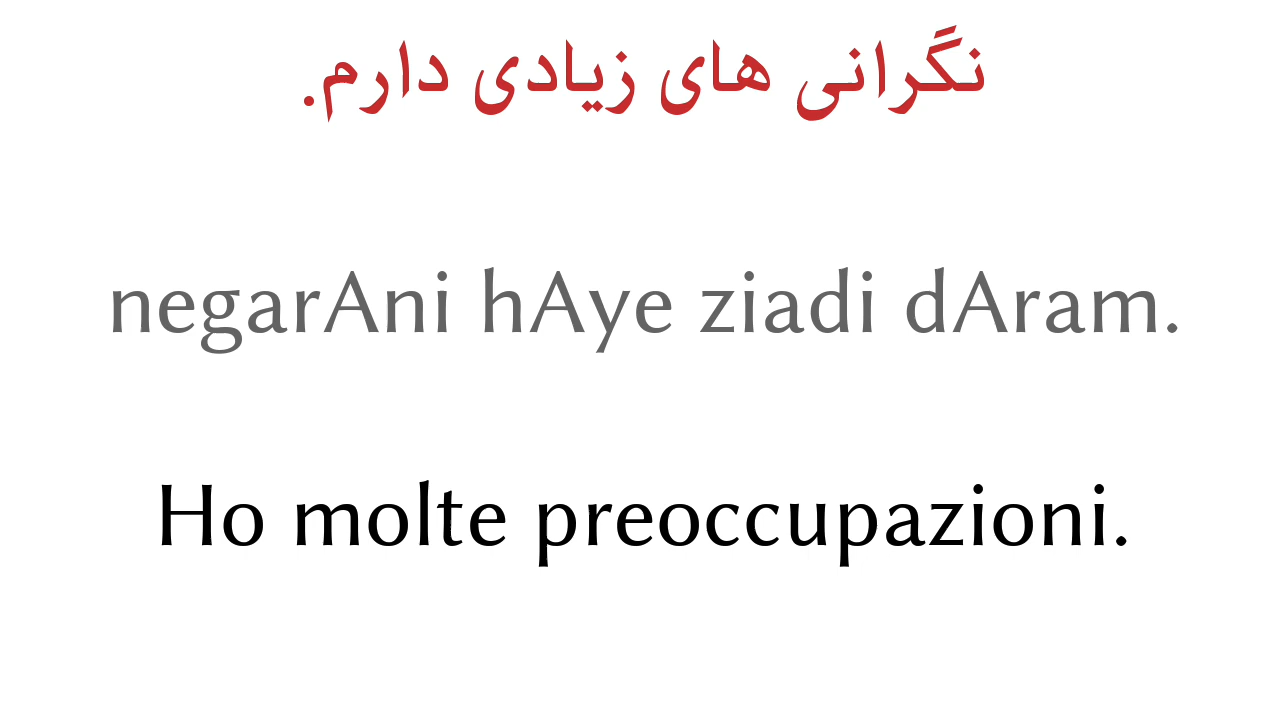 نگرانی های زیادی دارم.
negarAni hAye ziadi dAram.
Ho molte preoccupazioni.